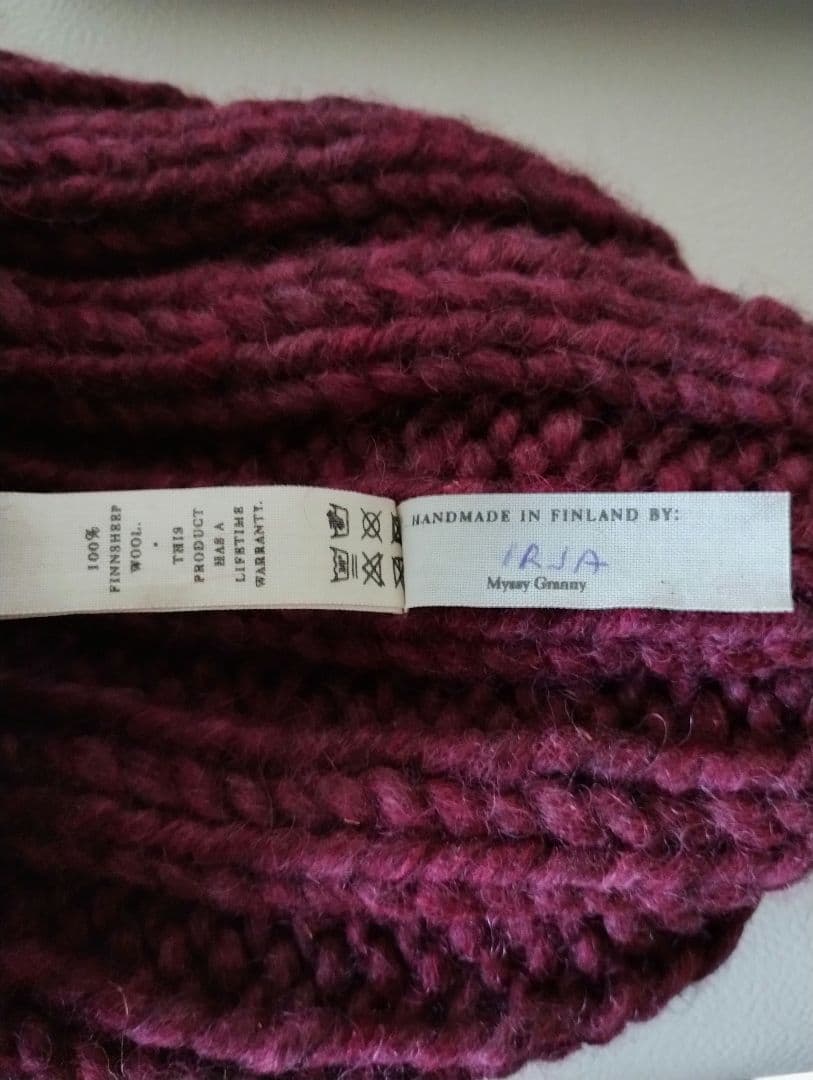 100%
FINNSHEEP
WOOL.
·
THIS
PRODUCT
HAS A
LIFETIME
WARRANTY.
HANDMADE IN FINLAND BY:
IRJA
Myssy Granny